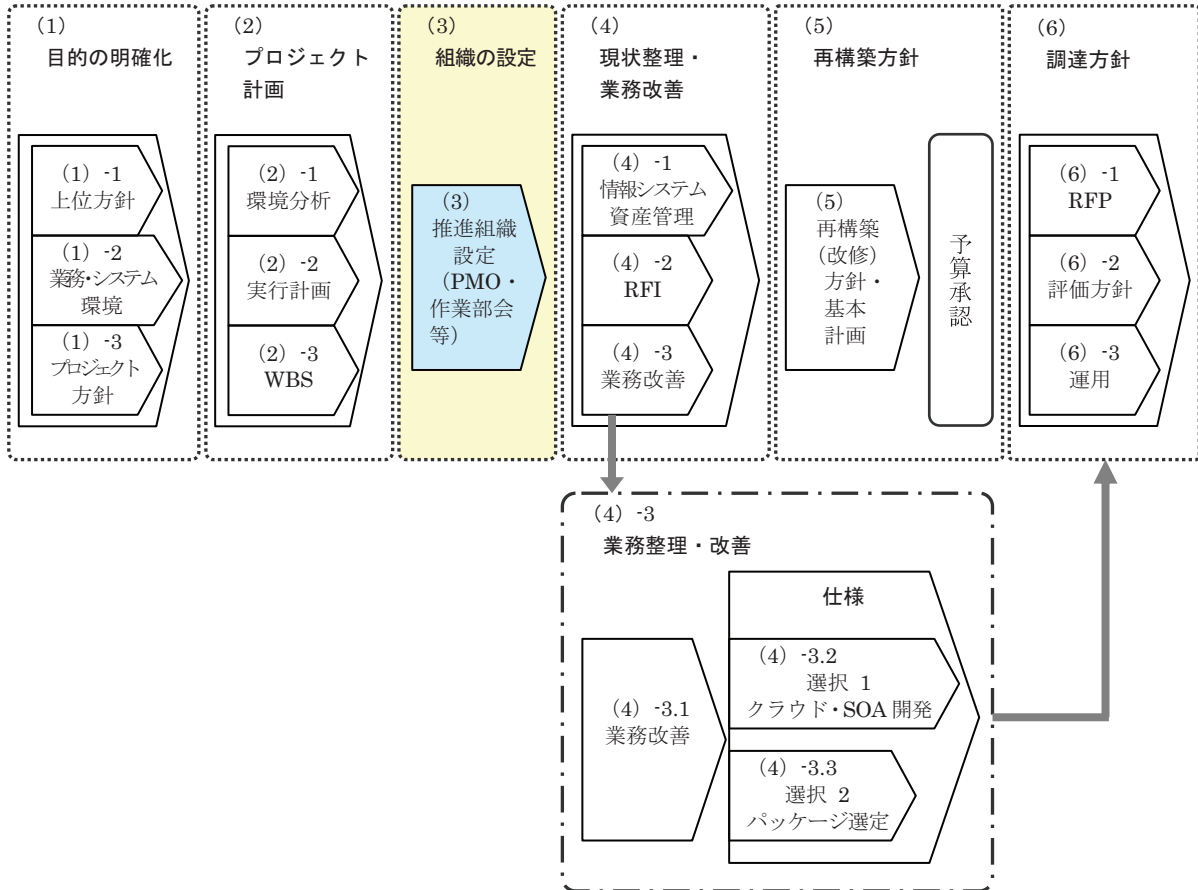 (1)
目的の明確化
(1) -1
上位方針
(1) -2
業務・システム
環境
(1) -3
プロジェクト
方針
(2)
プロジェクト
計画
(2) -1
環境分析
(2) -2
実行計画
(2) -3
WBS
(3)
組織の設定
(3)
推進組織
設定
(PMO・
作業部会
等)
(4)
現状整理・
業務改善
(4) -1
情報システム
資産管理
(4) -2
RFI
(4) -3
業務改善
(5)
再構築方針
(5)
再構築
(改修)
方針・
基本
計画
予算承認
(6)
調達方針
(6) -1
RFP
(6) -2
評価方針
(6) -3
運用
(4) -3
業務整理・改善
(4) -3.1
業務改善
仕様
(4) -3.2
選択 1
クラウド・SOA 開発
(4) -3.3
選択 2
パッケージ選定